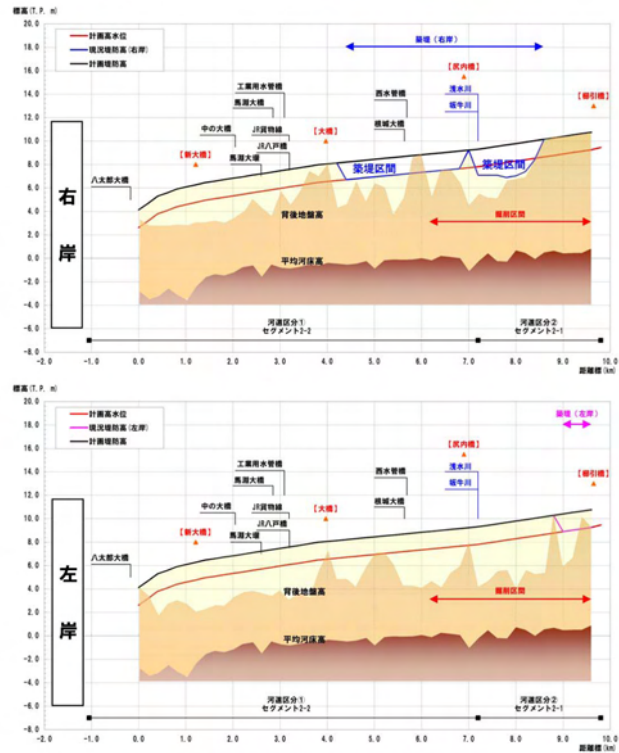 標高(T.P. m)
20.0
18.0
16.0
14.0
12.0
10.0
8.0
6.0
4.0
2.0
0.0
-2.0
-4.0
-6.0
-8.0
計画高水位
現況堤防高(右岸)
計画堤防高
築堤(右岸)
【尻内橋】
【櫛引橋】
工業用水管橋
馬淵大橋
西水管橋
浅水川
中の大橋
JR貨物線
【大橋】
根城大橋
坂牛川
【新大橋】
馬淵大堰
JR八戸橋
八太郎大橋
築堤区間
築堤区間
右岸
背後地盤高
掘削区間
平均河床高
河道区分①
セグメント2-2
河道区分②
セグメント2-1
-2.0 -1.0 0.0 1.0 2.0 3.0 4.0 5.0 6.0 7.0 8.0 9.0 10.0
距離標(km)
標高(T.P. m)
20.0
18.0
16.0
14.0
12.0
10.0
8.0
6.0
4.0
2.0
0.0
-2.0
-4.0
-6.0
-8.0
計画高水位
現況堤防高(左岸)
計画堤防高
築堤(左岸)
【尻内橋】
【櫛引橋】
工業用水管橋
馬淵大橋
西水管橋
浅水川
中の大橋
JR貨物線
【大橋】
根城大橋
坂牛川
【新大橋】
馬淵大堰
JR八戸橋
八太郎大橋
左岸
背後地盤高
掘削区間
平均河床高
河道区分①
セグメント2-2
河道区分②
セグメント2-1
-2.0 -1.0 0.0 1.0 2.0 3.0 4.0 5.0 6.0 7.0 8.0 9.0 10.0
距離標(km)